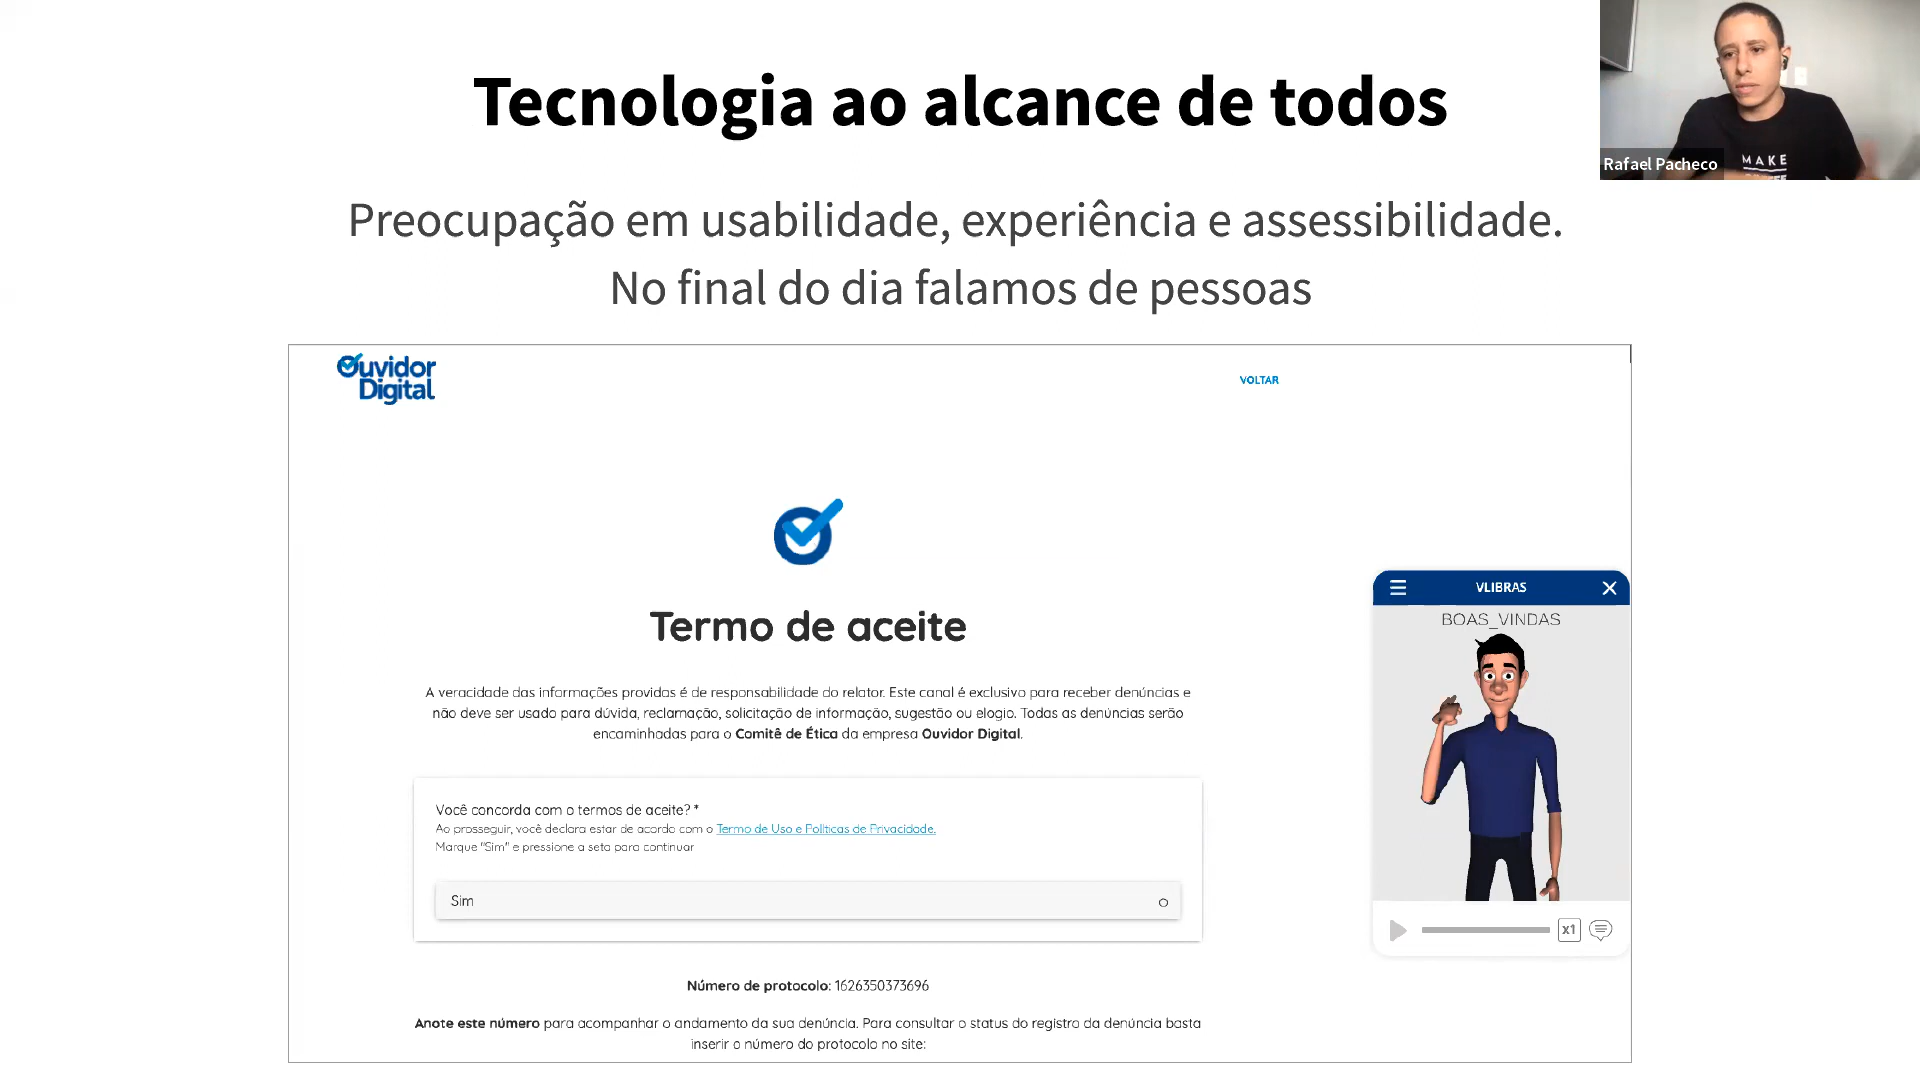 Tecnologia ao alcance de todos
Rafael Pacheco
MAKE
Preocupação em usabilidade, experiência e assessibilidade.
No final do dia falamos de pessoas
Ouvidor
Digital
VOLTAR
Termo de aceite
A veracidade das informações providas é de responsabilidade do relator. Este canal é exclusivo para receber denúncias e
não deve ser usado para dúvida, reclamação, solicitação de informação, sugestão ou elogio. Todas as denúncias serão
encaminhadas para o Comitê de Ética da empresa Ouvidor Digital.
Você concorda com o termos de aceite? *
Ao prosseguir, você declara estar de acordo com o Termo de Uso e Políticas de Privacidade.
Marque "Sim" e pressione a seta para continuar
Sim
Número de protocolo: 1626350373696
Anote este número para acompanhar o andamento da sua denúncia. Para consultar o status do registro da denúncia basta
inserir o número do protocolo no site:
VLIBRAS
BOAS_VINDAS
x1